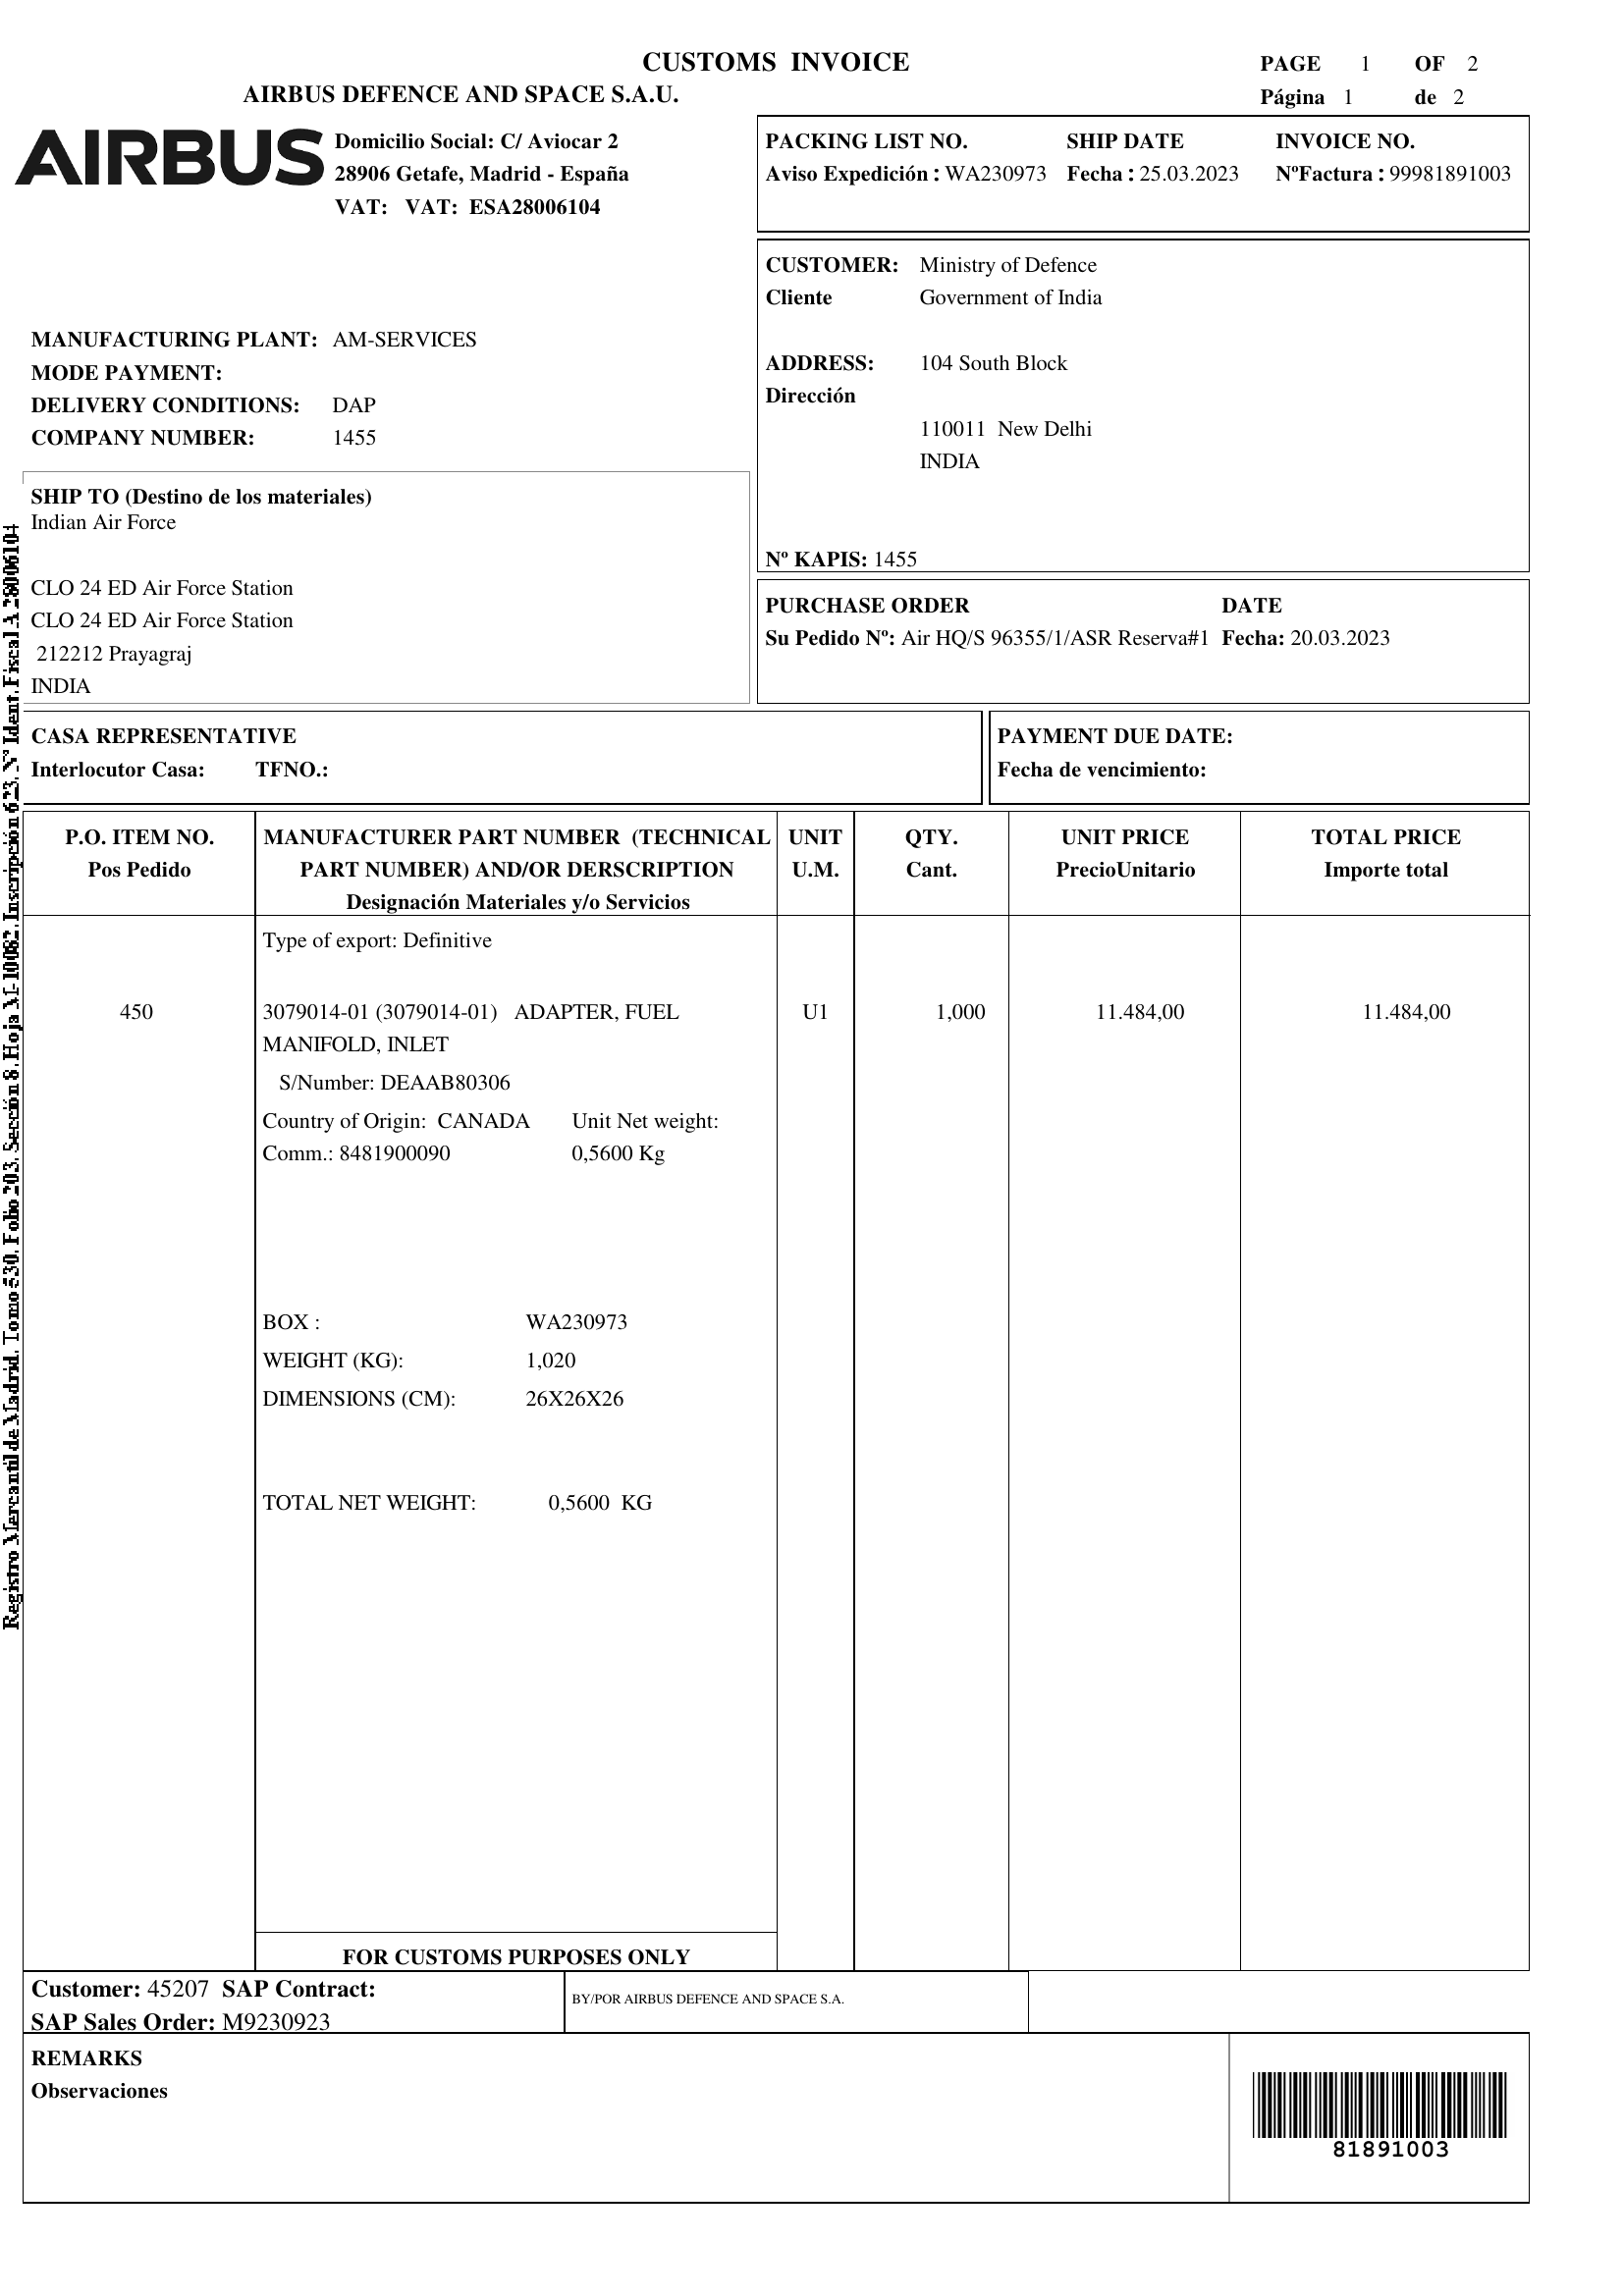 CUSTOMS INVOICE
PAGE 1 OF 2
AIRBUS DEFENCE AND SPACE S.A.U.
Página 1 de 2
AIRBUS
Domicilio Social: C/ Aviocar 2
28906 Getafe, Madrid - España
VAT: VAT: ESA28006104
PACKING LIST NO. SHIP DATE INVOICE NO.
Aviso Expedición : WA230973 Fecha : 25.03.2023 NºFactura : 99981891003
CUSTOMER: Ministry of Defence
Cliente Government of India
ADDRESS: 104 South Block
Dirección
110011 New Delhi
INDIA
Nº KAPIS: 1455
MANUFACTURING PLANT: AM-SERVICES
MODE PAYMENT:
DELIVERY CONDITIONS: DAP
COMPANY NUMBER: 1455
SHIP TO (Destino de los materiales)
Indian Air Force
CLO 24 ED Air Force Station
CLO 24 ED Air Force Station
212212 Prayagraj
INDIA
PURCHASE ORDER DATE
Su Pedido Nº: Air HQ/S 96355/1/ASR Reserva#1 Fecha: 20.03.2023
CASA REPRESENTATIVE
Interlocutor Casa: TFNO.:
PAYMENT DUE DATE:
Fecha de vencimiento:
P.O. ITEM NO. MANUFACTURER PART NUMBER (TECHNICAL UNIT QTY. UNIT PRICE TOTAL PRICE
Pos Pedido PART NUMBER) AND/OR DERSCRIPTION U.M. Cant. PrecioUnitario Importe total
Designación Materiales y/o Servicios
Type of export: Definitive
450 3079014-01 (3079014-01) ADAPTER, FUEL U1 1,000 11.484,00 11.484,00
MANIFOLD, INLET
S/Number: DEAAB80306
Country of Origin: CANADA Unit Net weight:
Comm.: 8481900090 0,5600 Kg
BOX : WA230973
WEIGHT (KG): 1,020
DIMENSIONS (CM): 26X26X26
TOTAL NET WEIGHT: 0,5600 KG
FOR CUSTOMS PURPOSES ONLY
Customer: 45207 SAP Contract:
SAP Sales Order: M9230923
BY/POR AIRBUS DEFENCE AND SPACE S.A.
REMARKS
Observaciones
81891003
Registro Mercantil de Madrid, Tomo 530, Folio 203, Sección 8, Hoja M-10082, Inscripción 623, Nº Ident. Fiscal A 28006104